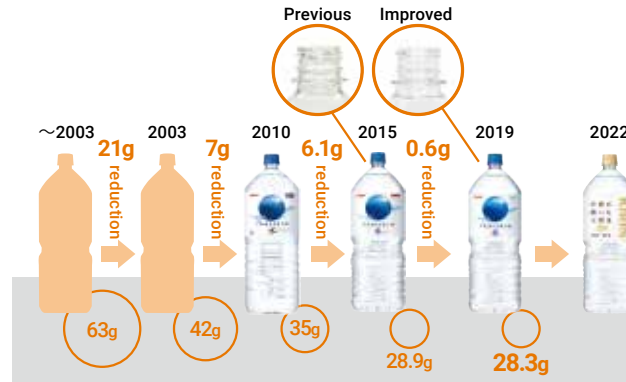 Previous
Improved
～2003
2003
2010
2015
2019
2022
21g
reduction
7g
reduction
6.1g
reduction
0.6g
reduction
63g
42g
35g
28.9g
28.3g